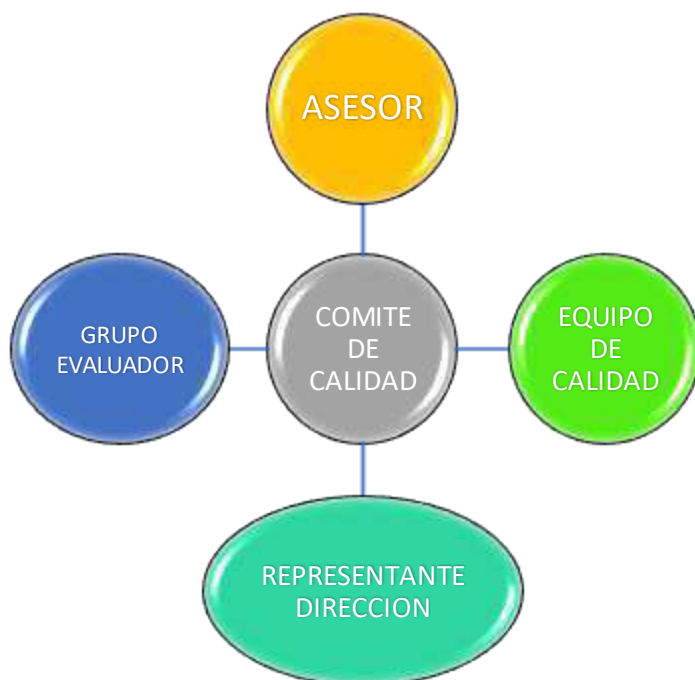 ASESOR
GRUPO
EVALUADOR
COMITE
DE
CALIDAD
EQUIPO
DE
CALIDAD
REPRESENTANTE
DIRECCION